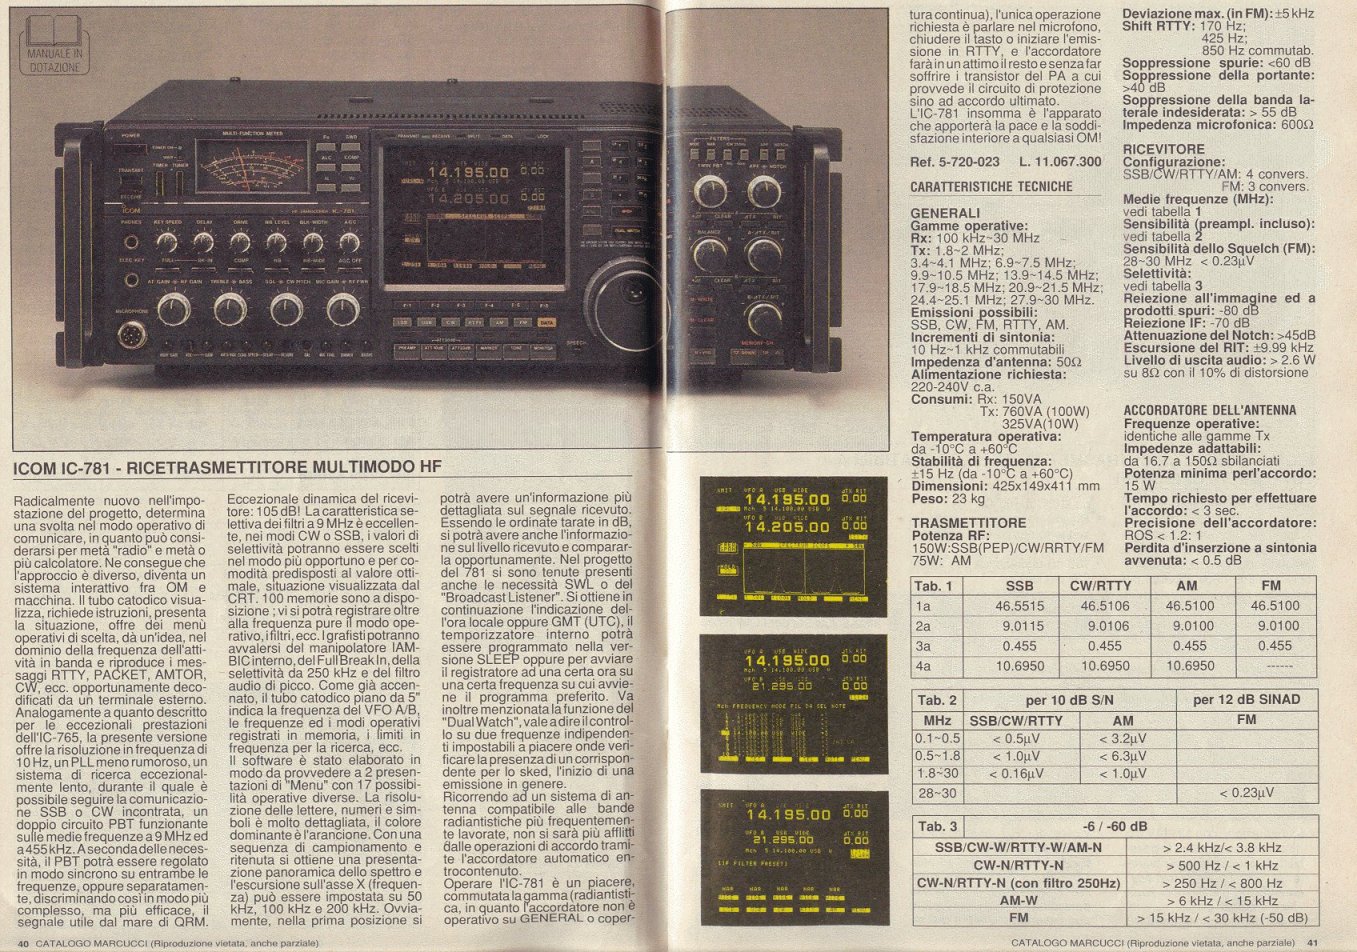 MANUALE IN
DOTAZIONE
ICOM IC-781 - RICETRASMETTITORE MULTIMODO HF
Radicalmente nuovo nell'impo-
stazione del progetto, determina
una svolta nel modo operativo di
comunicare, in quanto può consi-
derarsi per metà "radio" e metà o
più calcolatore. Ne consegue che
l'approccio è diverso, diventa un
sistema interattivo fra OM e
macchina. Il tubo catodico visua-
lizza, richiede istruzioni, presenta
la situazione, offre dei menù
operativi di scelta, dà un'idea, nel
dominio della frequenza dell'atti-
vità in banda e riproduce i mes-
saggi RTTY, PACKET, AMTOR,
CW, ecc. opportunamente deco-
dificati da un terminale esterno.
Analogamente a quanto descritto
per le eccezionali prestazioni
dell'IC-765, la presente versione
offre la risoluzione in frequenza di
10 Hz, un PLL meno rumoroso, un
sistema di ricerca eccezional-
mente lento, durante il quale è
possibile seguire la comunicazio-
ne SSB o CW incontrata, un
doppio circuito PBT funzionante
sulle medie frequenze a 9 MHz ed
a 455 kHz. A seconda delle neces-
sità, il PBT potrà essere regolato
in modo sincrono su entrambe le
frequenze, oppure separatamen-
te, discriminando così in modo più
complesso, ma più efficace, il
segnale utile dal mare di QRM.
Eccezionale dinamica del ricevi-
tore: 105 dB! La caratteristica se-
lettiva dei filtri a 9 MHz è eccellen-
te, nei modi CW o SSB, i valori di
selettività potranno essere scelti
nel modo più opportuno e per co-
modità predisposti al valore otti-
male, situazione visualizzata dal
CRT. 100 memorie sono a dispo-
sizione ; vi si potrà registrare oltre
alla frequenza pure il modo ope-
rativo, i filtri, ecc. I grafisti potranno
avvalersi del manipolatore IAM-
BIC interno, del Full Break In, della
selettività da 250 kHz e del filtro
audio di picco. Come già accen-
nato, il tubo catodico piano da 5"
indica la frequenza del VFO A/B,
le frequenze ed i modi operativi
registrati in memoria, i limiti in
frequenza per la ricerca, ecc.
Il software è stato elaborato in
modo da provvedere a 2 presen-
tazioni di "Menu" con 17 possibi-
lità operative diverse. La risolu-
zione delle lettere, numeri e sim-
boli è molto dettagliata, il colore
dominante è l'arancione. Con una
sequenza di campionamento e
ritenuta si ottiene una presenta-
zione panoramica dello spettro e
l'escursione sull'asse X (frequen-
za) può essere impostata su 50
kHz, 100 kHz e 200 kHz. Ovvia-
mente, nella prima posizione si
potrà avere un'informazione più
dettagliata sul segnale ricevuto.
Essendo le ordinate tarate in dB,
si potrà avere anche l'informazio-
ne sul livello ricevuto e comparar-
la opportunamente. Nel progetto
del 781 si sono tenute presenti
anche le necessità SWL o del
"Broadcast Listener". Si ottiene in
continuazione l'indicazione del-
l'ora locale oppure GMT (UTC), il
temporizzatore interno potrà
essere programmato nella ver-
sione SLEEP oppure per avviare
il registratore ad una certa ora su
una certa frequenza su cui avvie-
ne il programma preferito. Va
inoltre menzionata la funzione del
"Dual Watch", vale a dire il control-
lo su due frequenze indipenden-
ti impostabili a piacere onde veri-
ficare la presenza di un corrispon-
dente per lo sked, l'inizio di una
emissione in genere.
Ricorrendo ad un sistema di an-
tenna compatibile alle bande
radiantistiche più frequentemen-
te lavorate, non si sarà più afflitti
dalle operazioni di accordo trami-
te l'accordatore automatico en-
trocontenuto.
Operare l'IC-781 è un piacere,
commutata la gamma (radiantisti-
ca, in quanto l'accordatore non è
operativo su GENERAL o coper-
40 CATALOGO MARCUCCI (Riproduzione vietata, anche parziale)
tura continua), l'unica operazione
richiesta è parlare nel microfono,
chiudere il tasto o iniziare l'emis-
sione in RTTY, e l'accordatore
farà in un attimo il resto e senza far
soffrire i transistor del PA a cui
provvede il circuito di protezione
sino ad accordo ultimato.
L'IC-781 insomma è l'apparato
che apporterà la pace e la soddi-
sfazione interiore a qualsiasi OM!
Ref. 5-720-023 L. 11.067.300
CARATTERISTICHE TECNICHE
GENERALI
Gamme operative:
Rx: 100 kHz~30 MHz
Tx: 1.8~2 MHz;
3.4~4.1 MHz; 6.9~7.5 MHz;
9.9~10.5 MHz; 13.9~14.5 MHz;
17.9~18.5 MHz; 20.9~21.5 MHz;
24.4~25.1 MHz; 27.9~30 MHz.
Emissioni possibili:
SSB, CW, FM, RTTY, AM.
Incrementi di sintonia:
10 Hz~1 kHz commutabili
Impedenza d'antenna: 50Ω
Alimentazione richiesta:
220-240V c.a.
Consumi: Rx: 150VA
Tx: 760VA (100W)
325VA(10W)
Temperatura operativa:
da -10°C a +60°C
Stabilità di frequenza:
±15 Hz (da -10°C a +60°C)
Dimensioni: 425x149x411 mm
Peso: 23 kg
TRASMETTITORE
Potenza RF:
150W:SSB(PEP)/CW/RRTY/FM
75W: AM
Deviazione max. (in FM): ±5 kHz
Shift RTTY: 170 Hz;
425 Hz;
850 Hz commutab.
Soppressione spurie: <60 dB
Soppressione della portante:
>40 dB
Soppressione della banda la-
terale indesiderata: > 55 dB
Impedenza microfonica: 600Ω
RICEVITORE
Configurazione:
SSB/CW/RTTY/AM: 4 convers.
FM: 3 convers.
Medie frequenze (MHz):
vedi tabella 1
Sensibilità (preampl. incluso):
vedi tabella 2
Sensibilità dello Squelch (FM):
28~30 MHz < 0.23µV
Selettività:
vedi tabella 3
Reiezione all'immagine ed a
prodotti spuri: -80 dB
Reiezione IF: -70 dB
Attenuazione del Notch: >45dB
Escursione del RIT: ±9.99 kHz
Livello di uscita audio: > 2.6 W
su 8Ω con il 10% di distorsione
ACCORDATORE DELL'ANTENNA
Frequenze operative:
identiche alle gamme Tx
Impedenze adattabili:
da 16.7 a 150Ω sbilanciati
Potenza minima perl'accordo:
15 W
Tempo richiesto per effettuare
l'accordo: < 3 sec.
Precisione dell'accordatore:
ROS < 1.2: 1
Perdita d'inserzione a sintonia
avvenuta: < 0.5 dB
Tab. 1 SSB CW/RTTY AM FM
1a 46.5515 46.5106 46.5100 46.5100
2a 9.0115 9.0106 9.0100 9.0100
3a 0.455 0.455 0.455 0.455
4a 10.6950 10.6950 10.6950 ------
Tab. 2 per 10 dB S/N per 12 dB SINAD
MHz SSB/CW/RTTY AM FM
0.1~0.5 < 0.5µV < 3.2µV
0.5~1.8 < 1.0µV < 6.3µV
1.8~30 < 0.16µV < 1.0µV
28~30 < 0.23µV
Tab. 3 -6 / -60 dB
SSB/CW-W/RTTY-W/AM-N > 2.4 kHz/< 3.8 kHz
CW-N/RTTY-N > 500 Hz / < 1 kHz
CW-N/RTTY-N (con filtro 250Hz) > 250 Hz / < 800 Hz
AM-W > 6 kHz / < 15 kHz
FM > 15 kHz / < 30 kHz (-50 dB)
CATALOGO MARCUCCI (Riproduzione vietata, anche parziale) 41